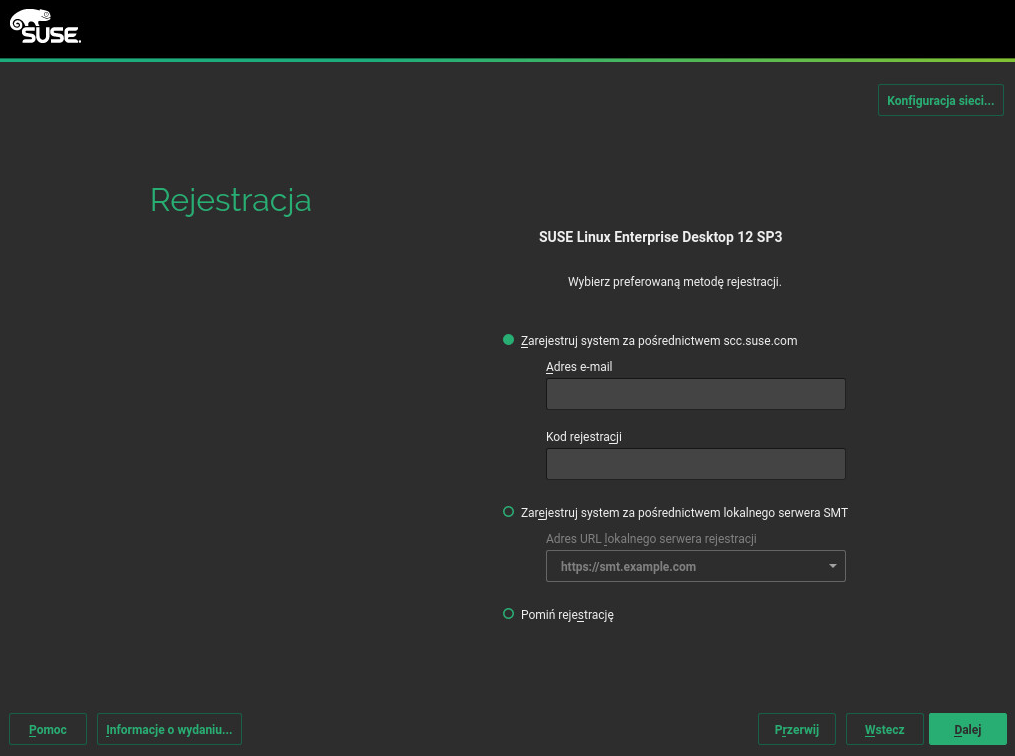 SUSE.
Konfiguracja sieci...
Rejestracja
SUSE Linux Enterprise Desktop 12 SP3
Wybierz preferowaną metodę rejestracji.
Zarejestruj system za pośrednictwem scc.suse.com
Adres e-mail
Kod rejestracji
Zarejestruj system za pośrednictwem lokalnego serwera SMT
Adres URL lokalnego serwera rejestracji
https://smt.example.com
Pomiń rejestrację
Pomoc Informacje o wydaniu... Przerwij Wstecz Dalej